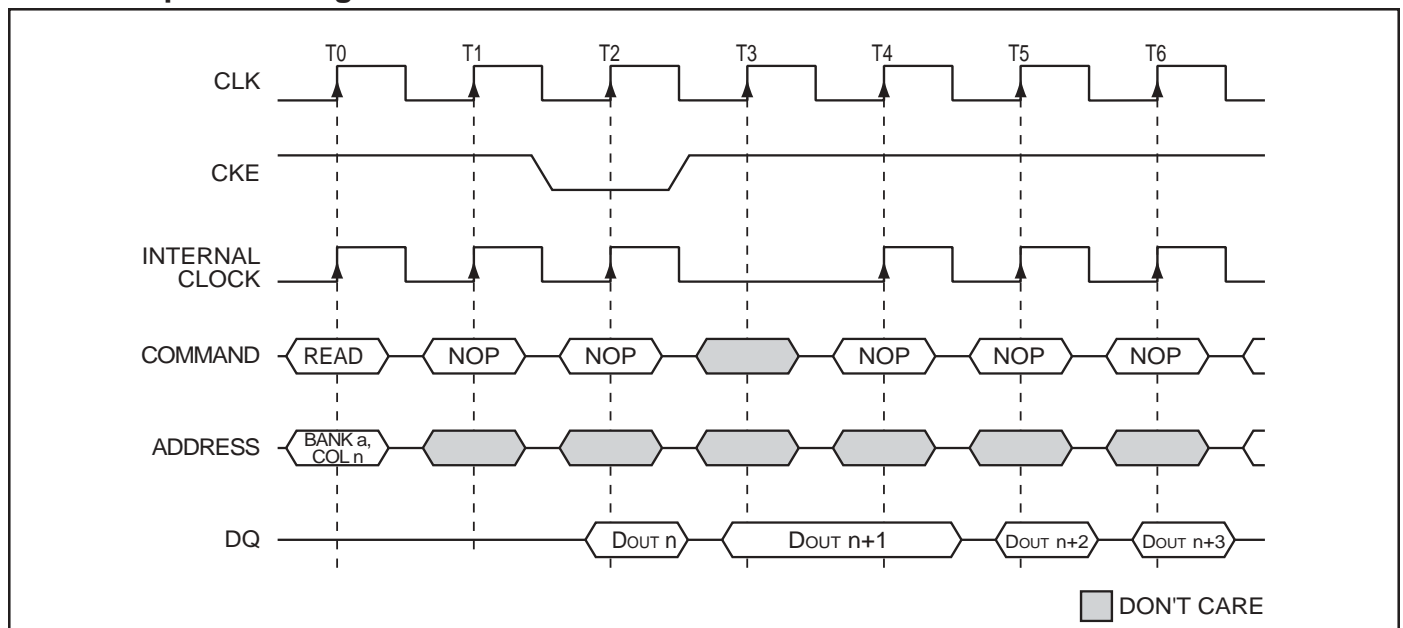 T0 T1 T2 T3 T4 T5 T6
CLK
CKE
INTERNAL
CLOCK
COMMAND READ NOP NOP NOP NOP NOP
ADDRESS BANK a,
COL n
DQ DOUT n DOUT n+1 DOUT n+2 DOUT n+3
DON'T CARE